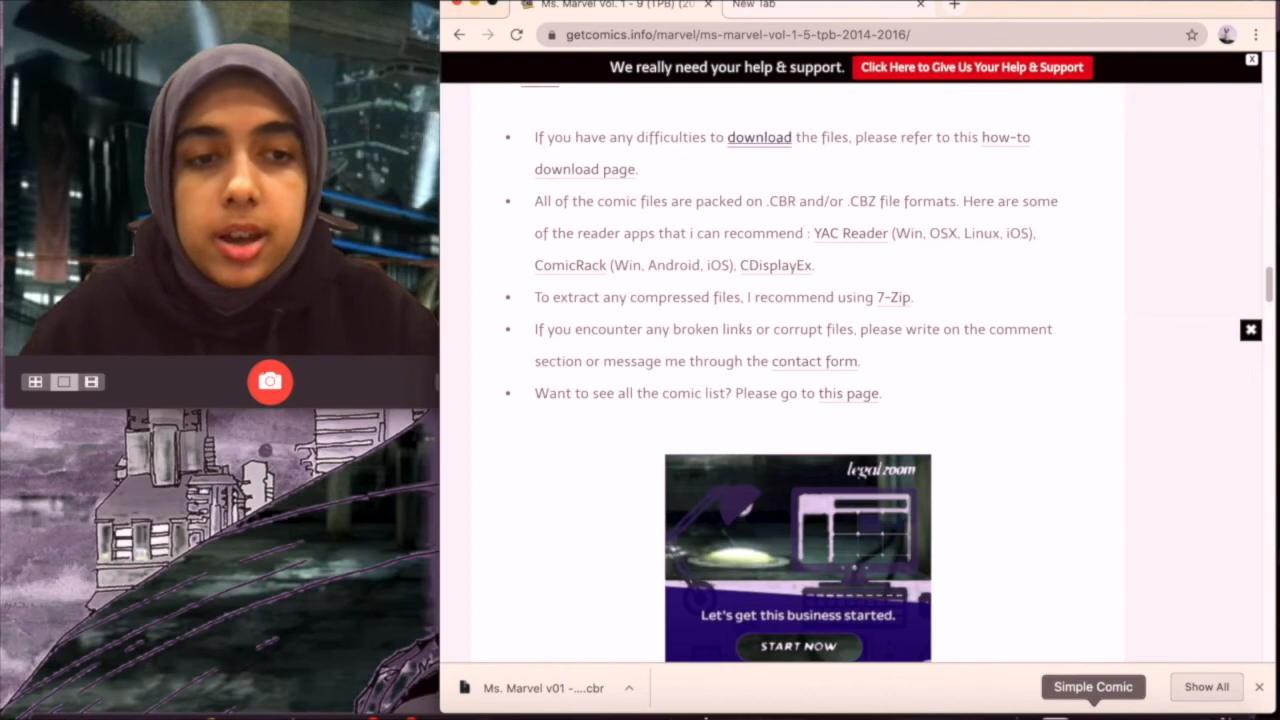 Ms. Marvel Vol. 1 - 9 (TPB) (20
New Tab
getcomics.info/marvel/ms-marvel-vol-1-5-tpb-2014-2016/
We really need your help & support. Click Here to Give Us Your Help & Support
• If you have any difficulties to download the files, please refer to this how-to
download page.
• All of the comic files are packed on .CBR and/or .CBZ file formats. Here are some
of the reader apps that i can recommend : YAC Reader (Win, OSX, Linux, iOS),
ComicRack (Win, Android, iOS), CDisplayEx.
• To extract any compressed files, I recommend using 7-Zip.
• If you encounter any broken links or corrupt files, please write on the comment
section or message me through the contact form.
• Want to see all the comic list? Please go to this page.
legalzoom
Let's get this business started.
START NOW
Ms. Marvel v01 -....cbr
Simple Comic
Show All